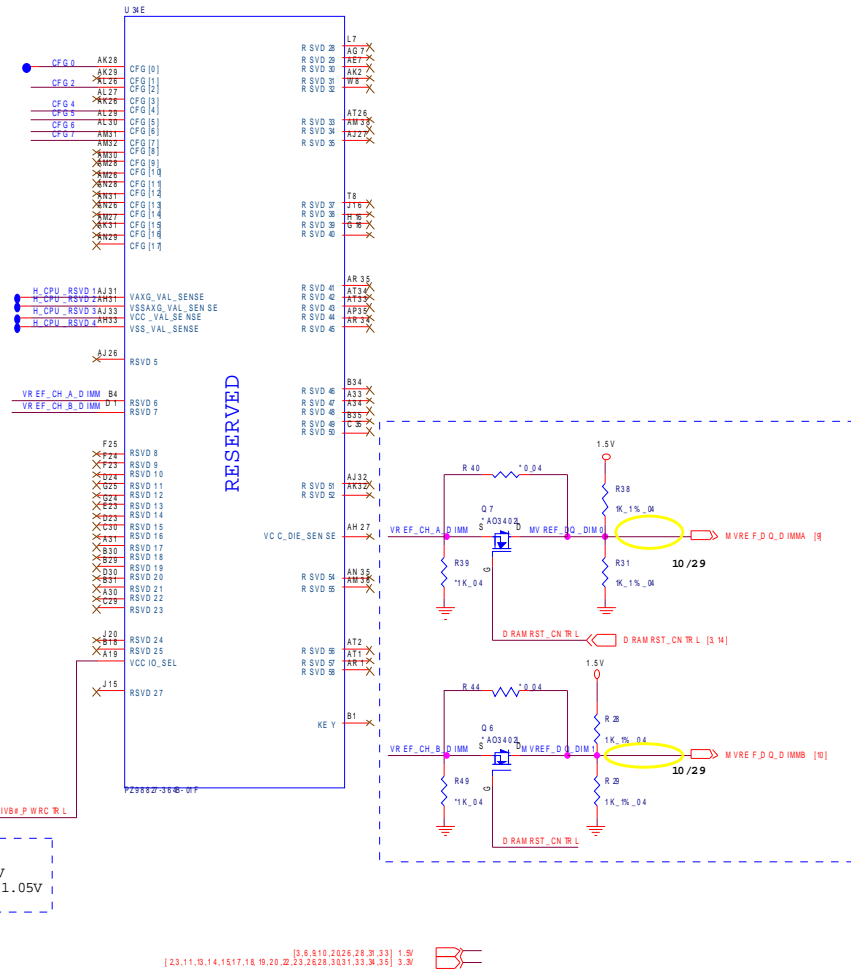 U34E
CFG0 AK28 CFG[0]
AK29 CFG[1]
CFG2 AL26 CFG[2]
AL27 CFG[3]
CFG4 AK26 CFG[4]
CFG5 AL29 CFG[5]
CFG6 AL30 CFG[6]
CFG7 AM31 CFG[7]
AM32 CFG[8]
AM30 CFG[9]
AM28 CFG[10]
AM26 CFG[11]
AN28 CFG[12]
AN31 CFG[13]
AN26 CFG[14]
AM27 CFG[15]
AK31 CFG[16]
AN29 CFG[17]
H_CPU_RSVD1 AJ31 VAXG_VAL_SENSE
H_CPU_RSVD2 AH31 VSSAXG_VAL_SENSE
H_CPU_RSVD3 AJ33 VCC_VAL_SENSE
H_CPU_RSVD4 AH33 VSS_VAL_SENSE
AJ26 RSVD5
VREF_CH_A_DIMM B4 RSVD6
VREF_CH_B_DIMM D1 RSVD7
F25 RSVD8
F24 RSVD9
F23 RSVD10
D24 RSVD11
G25 RSVD12
G24 RSVD13
E23 RSVD14
D23 RSVD15
C30 RSVD16
A31 RSVD17
B30 RSVD18
B29 RSVD19
D30 RSVD20
B31 RSVD21
A30 RSVD22
C29 RSVD23
J20 RSVD24
B18 RSVD25
A19 VCCIO_SEL
J15 RSVD27
RESERVED
RSVD28 L7
RSVD29 AG7
RSVD30 AE7
RSVD31 AK2
RSVD32 W8
RSVD33 AT26
RSVD34 AM33
RSVD35 AJ27
RSVD37 T8
RSVD38 J16
RSVD39 H16
RSVD40 G16
RSVD41 AR35
RSVD42 AT34
RSVD43 AT33
RSVD44 AP35
RSVD45 AR34
RSVD46 B34
RSVD47 A33
RSVD48 A34
RSVD49 B35
RSVD50 C35
RSVD51 AJ32
RSVD52 AK32
VCC_DIE_SENSE AH27
RSVD54 AN35
RSVD55 AM35
RSVD56 AT2
RSVD57 AT1
RSVD58 AR1
KEY B1
PZ98827-364B-01F
IVB#_PWRCTRL
V
1.05V
1.5V
R40 *0_04
R38
1K_1%_04
Q7
*AO3402L
VREF_CH_A_DIMM S D MVREF_DQ_DIM0 MVREF_DQ_DIMMA [9]
10/29
R39
*1K_04
G
R31
1K_1%_04
DRAMRST_CNTRL DRAMRST_CNTRL [3,14]
1.5V
R44 *0_04
R28
1K_1%_04
Q6
*AO3402L
VREF_CH_B_DIMM S D MVREF_DQ_DIM1 MVREF_DQ_DIMMB [10]
10/29
R49
*1K_04
G
R29
1K_1%_04
DRAMRST_CNTRL
[3,6,9,10,20,26,28,31,33] 1.5V
[2,3,11,13,14,15,17,18,19,20,22,23,26,28,30,31,33,34,35] 3.3V